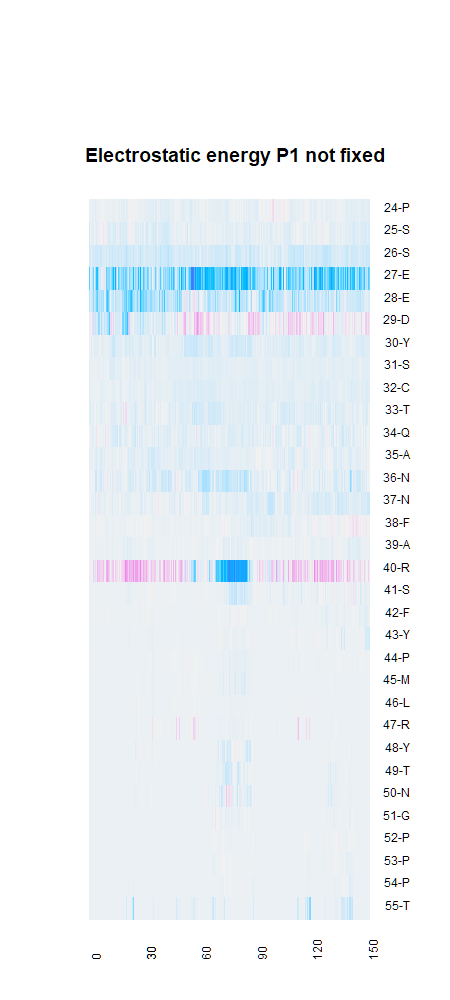 Electrostatic energy P1 not fixed
24-P
25-S
26-S
27-E
28-E
29-D
30-Y
31-S
32-C
33-T
34-Q
35-A
36-N
37-N
38-F
39-A
40-R
41-S
42-F
43-Y
44-P
45-M
46-L
47-R
48-Y
49-T
50-N
51-G
52-P
53-P
54-P
55-T
0 30 60 90 120 150